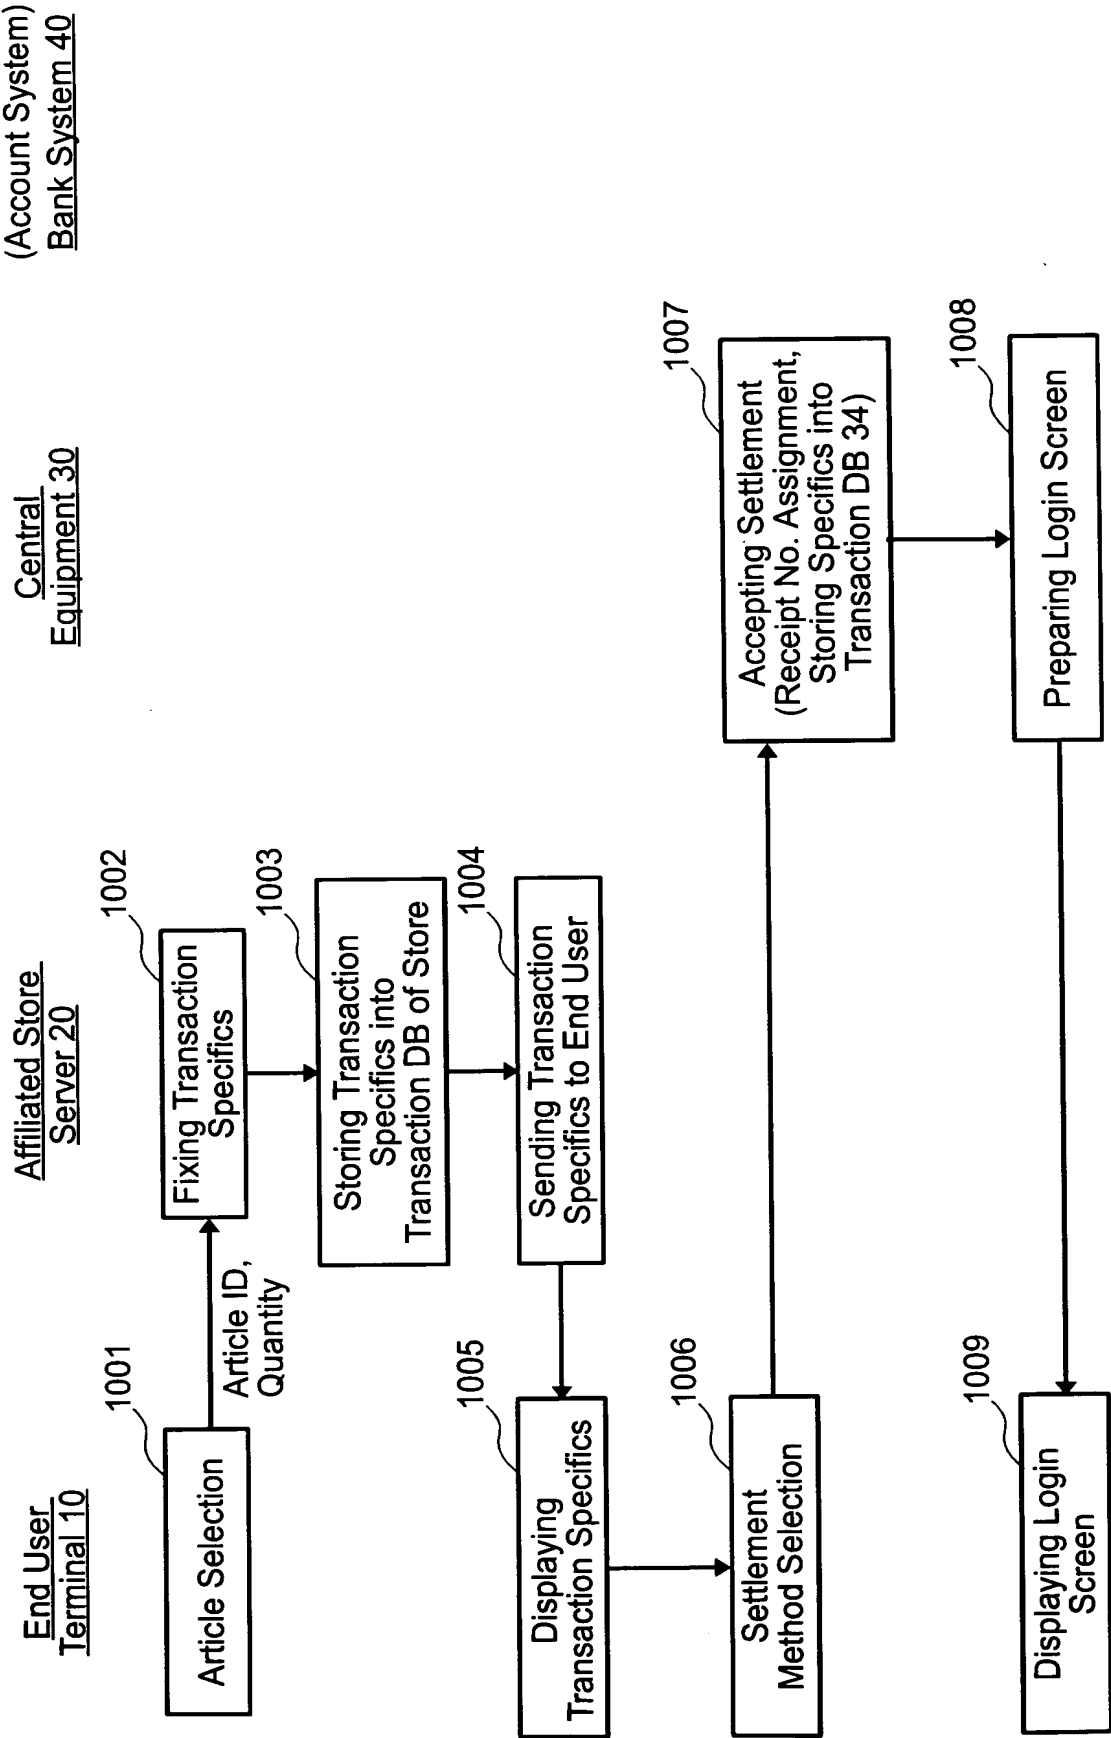 End User
Terminal 10
Affiliated Store
Server 20
Central
Equipment 30
(Account System)
Bank System 40
1001
Article Selection
Article ID,
Quantity
1002
Fixing Transaction
Specifics
1003
Storing Transaction
Specifics into
Transaction DB of Store
1004
Sending Transaction
Specifics to End User
1005
Displaying
Transaction Specifics
1006
Settlement
Method Selection
1007
Accepting Settlement
(Receipt No. Assignment,
Storing Specifics into
Transaction DB 34)
1008
Preparing Login Screen
1009
Displaying Login
Screen